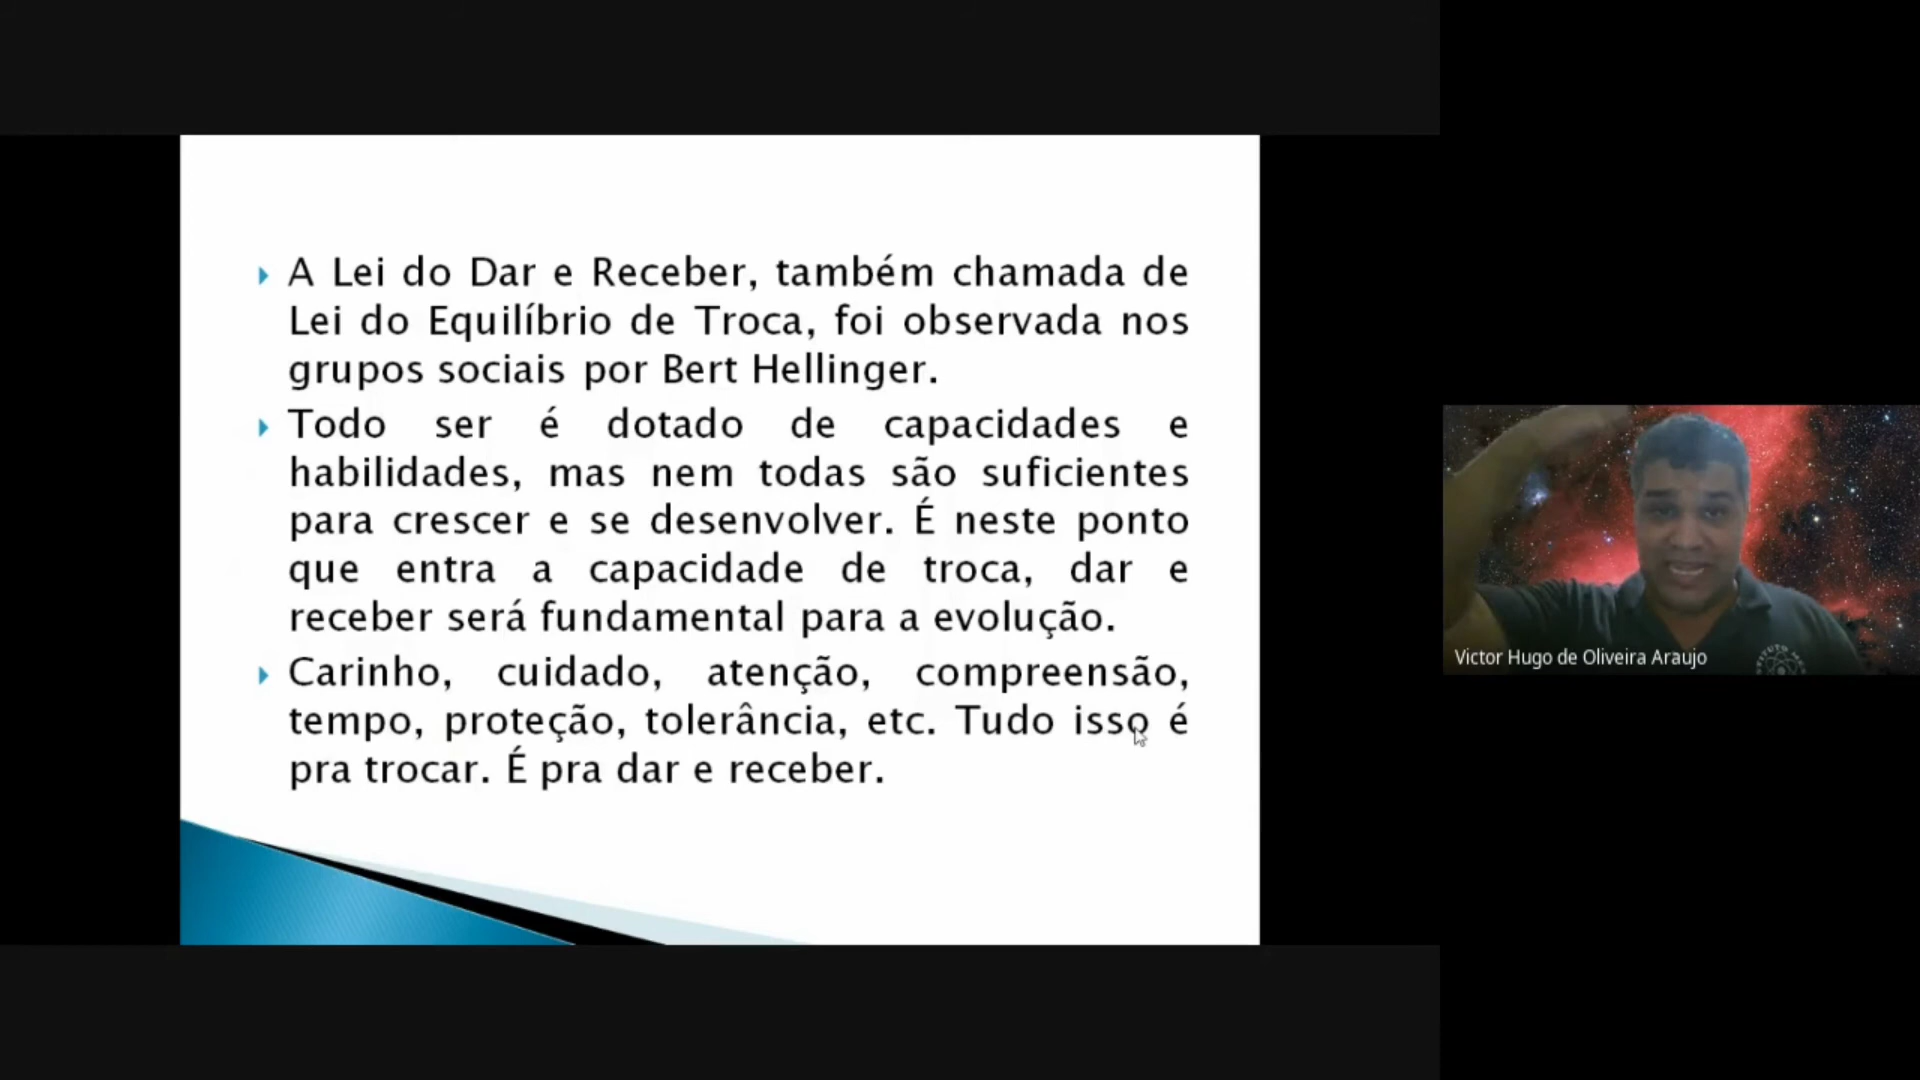 A Lei do Dar e Receber, também chamada de
Lei do Equilíbrio de Troca, foi observada nos
grupos sociais por Bert Hellinger.
Todo ser é dotado de capacidades e
habilidades, mas nem todas são suficientes
para crescer e se desenvolver. É neste ponto
que entra a capacidade de troca, dar e
receber será fundamental para a evolução.
Carinho, cuidado, atenção, compreensão,
tempo, proteção, tolerância, etc. Tudo isso é
pra trocar. É pra dar e receber.
Victor Hugo de Oliveira Araujo